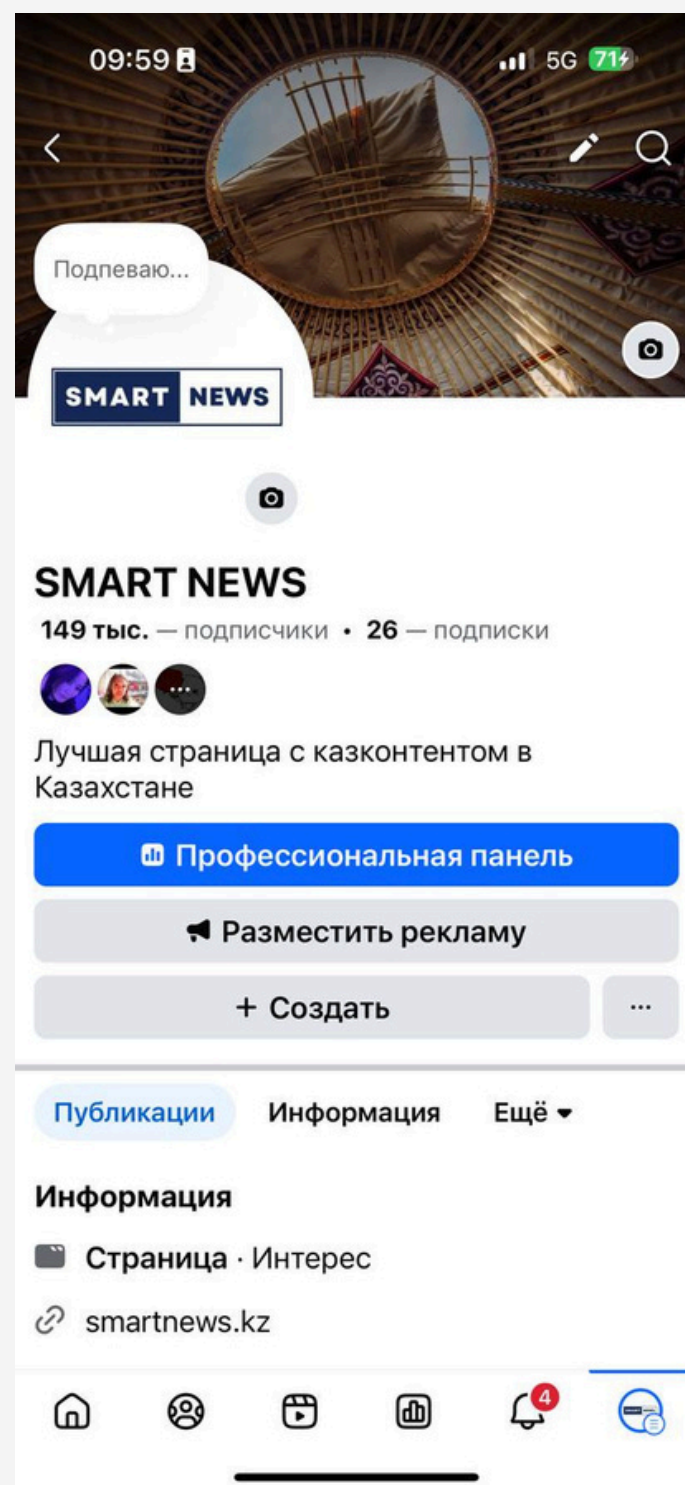 09:59
5G 71
Подпеваю...
SMART NEWS
SMART NEWS
149 тыс. — подписчики • 26 — подписки
Лучшая страница с казконтентом в
Казахстане
Профессиональная панель
Разместить рекламу
+ Создать
...
Публикации
Информация
Ещё
Информация
Страница · Интерес
smartnews.kz
4